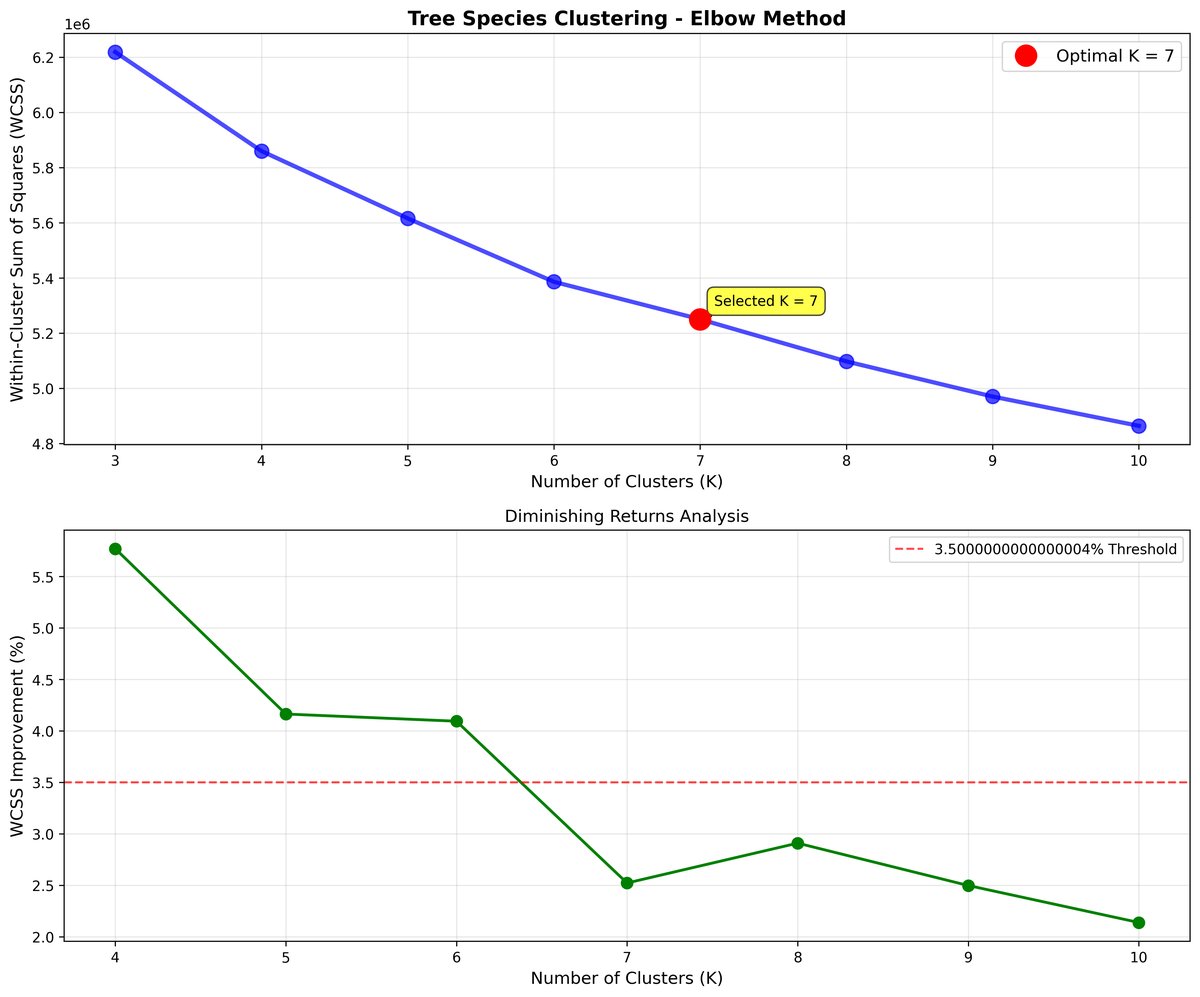 Tree Species Clustering - Elbow Method
1e6
Within-Cluster Sum of Squares (WCSS)
6.2
6.0
5.8
5.6
5.4
5.2
5.0
4.8
Optimal K = 7
Selected K = 7
3 4 5 6 7 8 9 10
Number of Clusters (K)
Diminishing Returns Analysis
WCSS Improvement (%)
5.5
5.0
4.5
4.0
3.5
3.0
2.5
2.0
3.5000000000000004% Threshold
4 5 6 7 8 9 10
Number of Clusters (K)